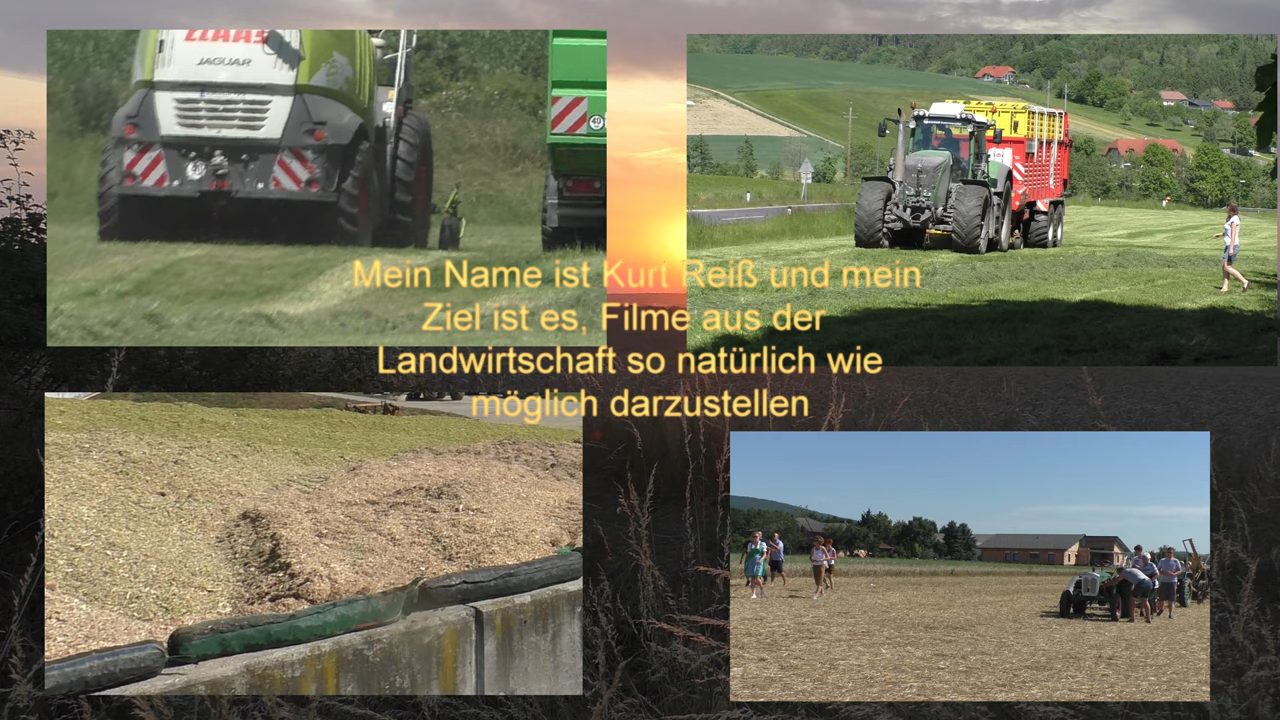 CLAAS
JAGUAR
40
Mein Name ist Kurt Reiß und mein
Ziel ist es, Filme aus der
Landwirtschaft so natürlich wie
möglich darzustellen